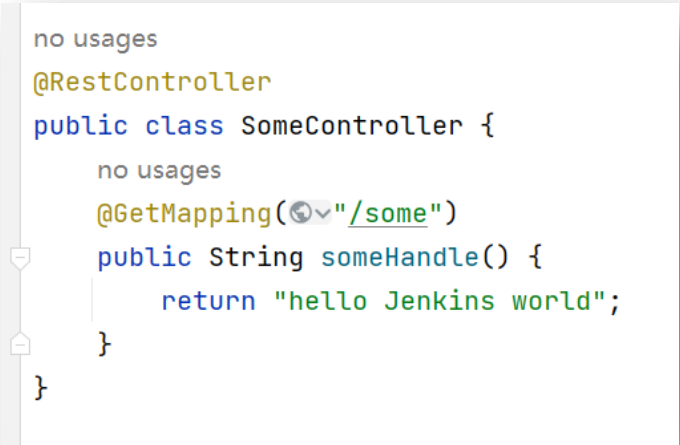 no usages
@RestController
public class SomeController {
no usages
@GetMapping("/some")
public String someHandle() {
return "hello Jenkins world";
}
}